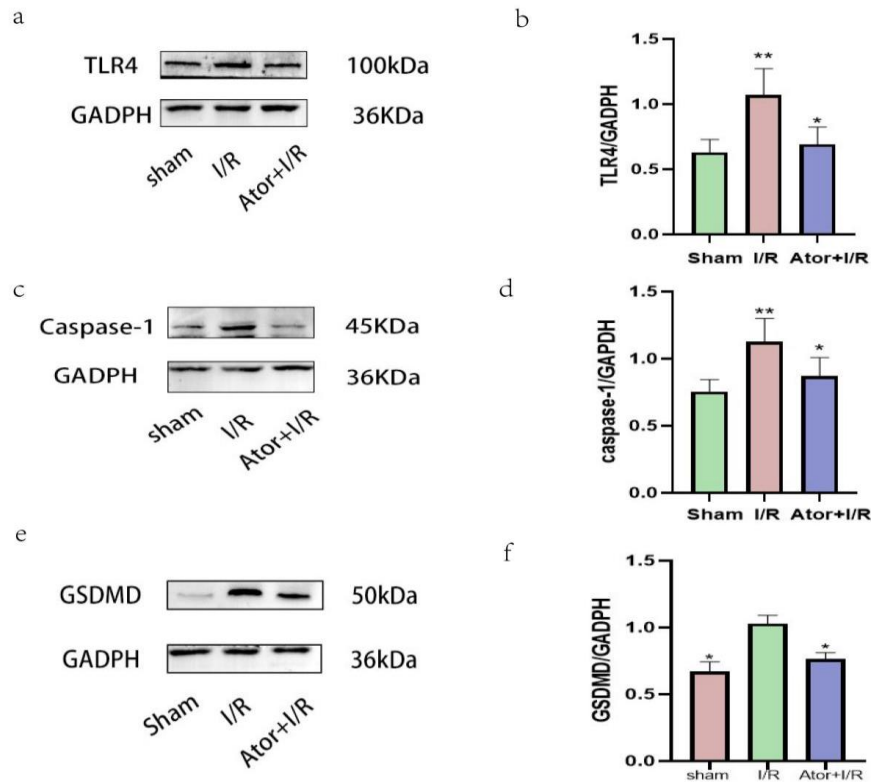 a
TLR4 100kDa
GADPH 36KDa
sham I/R Ator+I/R
b
TLR4/GADPH
1.5
1.0
0.5
0.0
** *
Sham I/R Ator+I/R
c
Caspase-1 45KDa
GADPH 36KDa
sham I/R Ator+I/R
d
caspase-1/GAPDH
1.5
1.0
0.5
0.0
** *
Sham I/R Ator+I/R
e
GSDMD 50kDa
GADPH 36kDa
Sham I/R Ator+I/R
f
GSDMD/GADPH
1.5
1.0
0.5
0.0
* *
sham I/R Ator+I/R